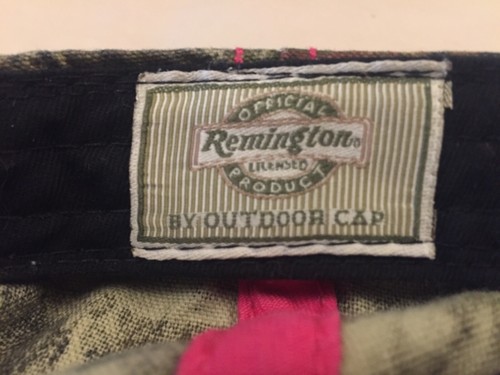 OFFICIAL
Remington®
LICENSED
PRODUCT
BY OUTDOOR CAP